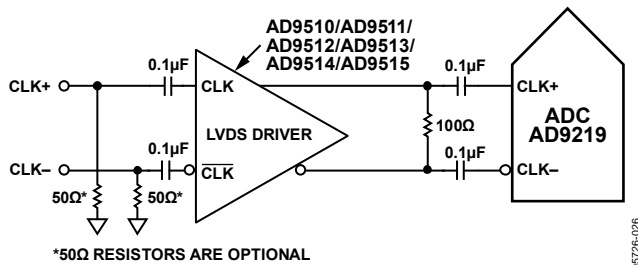 AD9510/AD9511/
AD9512/AD9513/
AD9514/AD9515
0.1µF
0.1µF
CLK+
CLK
CLK+
LVDS DRIVER
100Ω
ADC
AD9219
0.1µF
0.1µF
CLK–
CLK
CLK–
50Ω*
50Ω*
*50Ω RESISTORS ARE OPTIONAL
05726-026